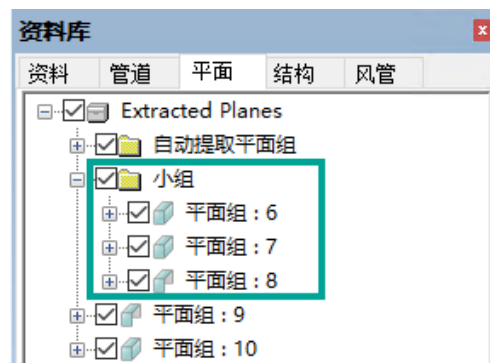 资料库
资料 管道 平面 结构 风管
Extracted Planes
自动提取平面组
小组
平面组：6
平面组：7
平面组：8
平面组：9
平面组：10